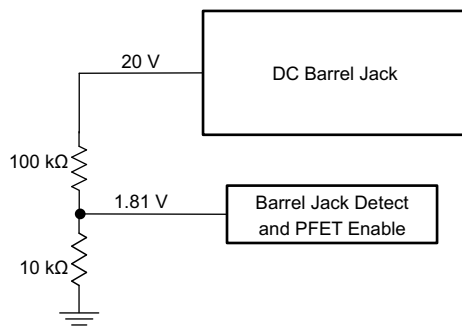 20 V
DC Barrel Jack
100 kΩ
1.81 V
Barrel Jack Detect
and PFET Enable
10 kΩ